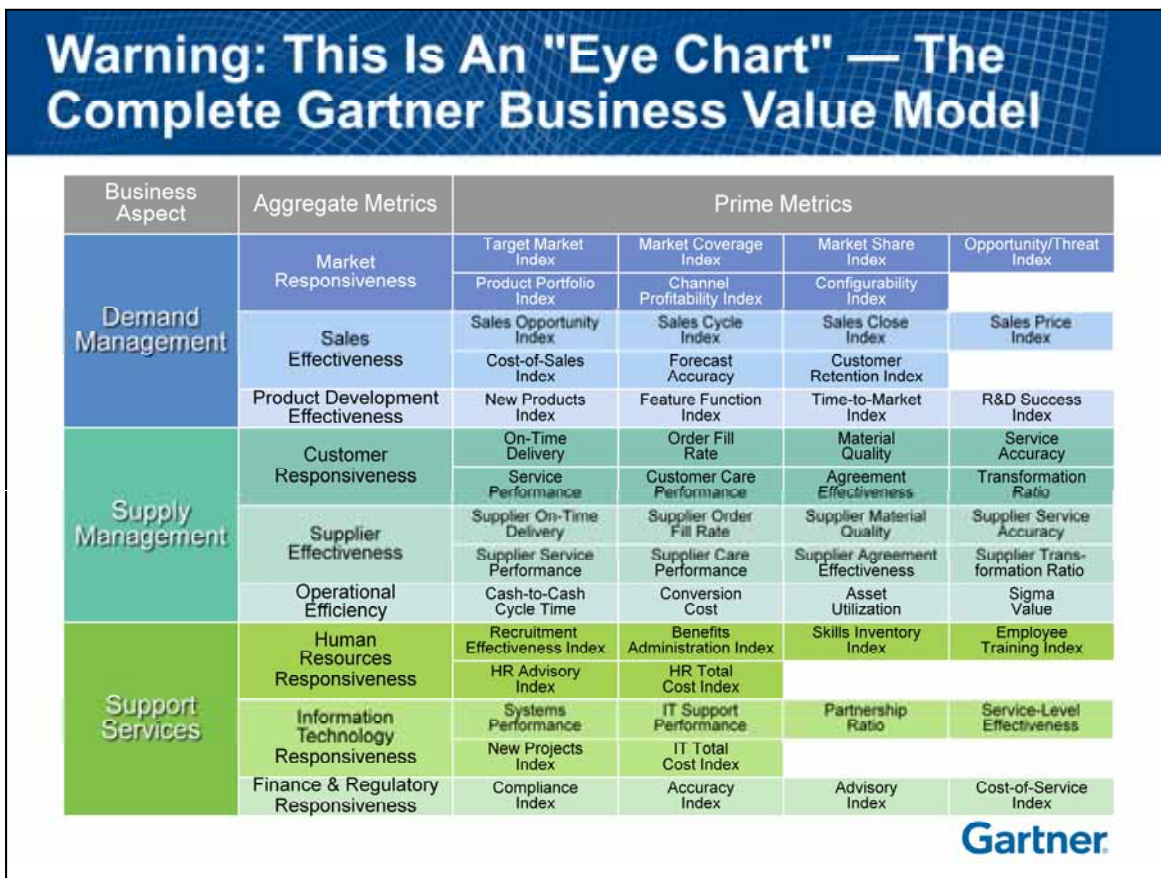 Warning: This Is An "Eye Chart" — The
Complete Gartner Business Value Model
Business
Aspect
Aggregate Metrics
Prime Metrics
Demand
Management
Market
Responsiveness
Target Market
Index
Market Coverage
Index
Market Share
Index
Opportunity/Threat
Index
Product Portfolio
Index
Channel
Profitability Index
Configurability
Index
Sales
Effectiveness
Sales Opportunity
Index
Sales Cycle
Index
Sales Close
Index
Sales Price
Index
Cost-of-Sales
Index
Forecast
Accuracy
Customer
Retention Index
Product Development
Effectiveness
New Products
Index
Feature Function
Index
Time-to-Market
Index
R&D Success
Index
Supply
Management
Customer
Responsiveness
On-Time
Delivery
Order Fill
Rate
Material
Quality
Service
Accuracy
Service
Performance
Customer Care
Performance
Agreement
Effectiveness
Transformation
Ratio
Supplier
Effectiveness
Supplier On-Time
Delivery
Supplier Order
Fill Rate
Supplier Material
Quality
Supplier Service
Accuracy
Supplier Service
Performance
Supplier Care
Performance
Supplier Agreement
Effectiveness
Supplier Trans-
formation Ratio
Operational
Efficiency
Cash-to-Cash
Cycle Time
Conversion
Cost
Asset
Utilization
Sigma
Value
Support
Services
Human
Resources
Responsiveness
Recruitment
Effectiveness Index
Benefits
Administration Index
Skills Inventory
Index
Employee
Training Index
HR Advisory
Index
HR Total
Cost Index
Information
Technology
Responsiveness
Systems
Performance
IT Support
Performance
Partnership
Ratio
Service-Level
Effectiveness
New Projects
Index
IT Total
Cost Index
Finance & Regulatory
Responsiveness
Compliance
Index
Accuracy
Index
Advisory
Index
Cost-of-Service
Index
Gartner